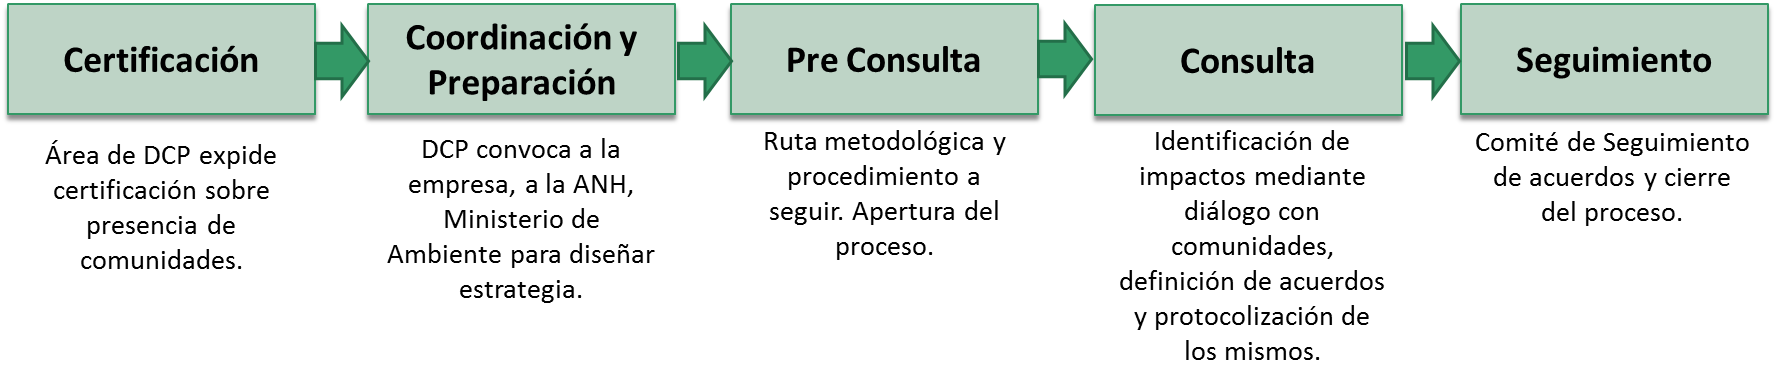 Certificación
Área de DCP expide
certificación sobre
presencia de
comunidades.
Coordinación y
Preparación
DCP convoca a la
empresa, a la ANH,
Ministerio de
Ambiente para diseñar
estrategia.
Pre Consulta
Ruta metodológica y
procedimiento a
seguir. Apertura del
proceso.
Consulta
Identificación de
impactos mediante
diálogo con
comunidades,
definición de acuerdos
y protocolización de
los mismos.
Seguimiento
Comité de Seguimiento
de acuerdos y cierre
del proceso.